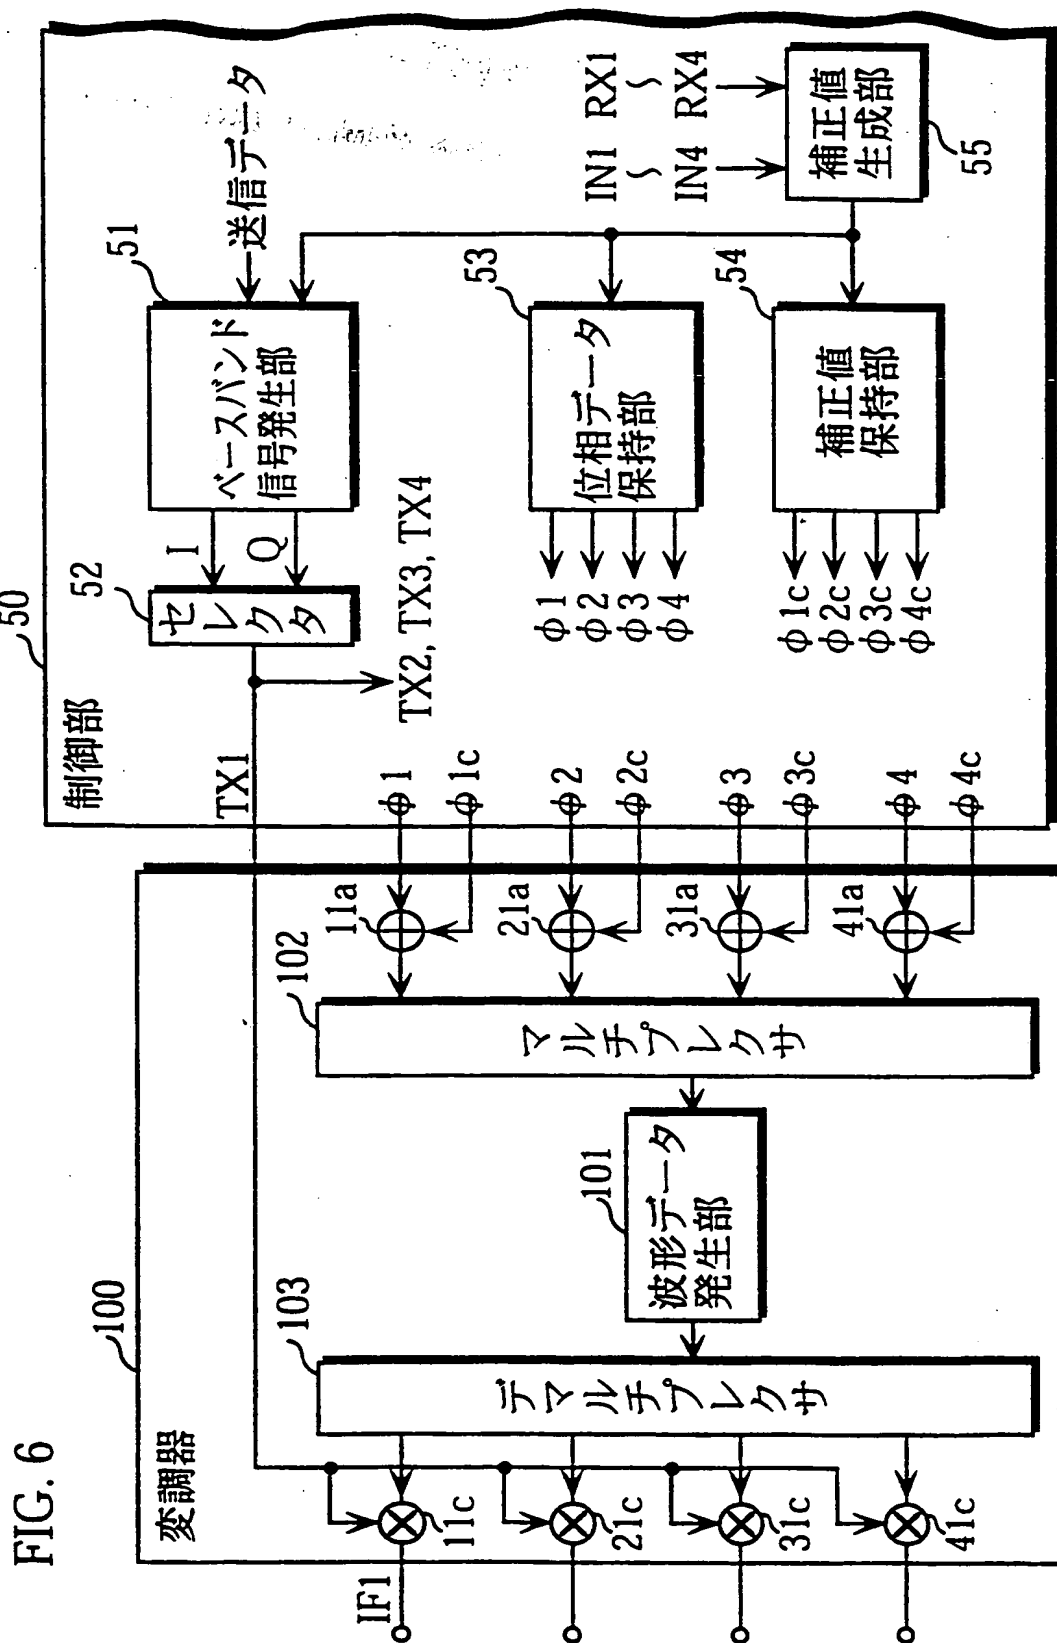 FIG. 6
100
変調器
IF1
11c
21c
31c
41c
103
デマルチプレクサ
101
波形データ
発生部
102
マルチプレクサ
11a
21a
31a
41a
50
制御部
TX1
φ1
φ1c
φ2
φ2c
φ3
φ3c
φ4
φ4c
52
セレクタ
I
Q
TX2, TX3, TX4
51
ベースバンド
信号発生部
送信データ
53
位相データ
保持部
φ1
φ2
φ3
φ4
54
補正値
保持部
φ1c
φ2c
φ3c
φ4c
IN1 ~ IN4
RX1 ~ RX4
補正値
生成部
55